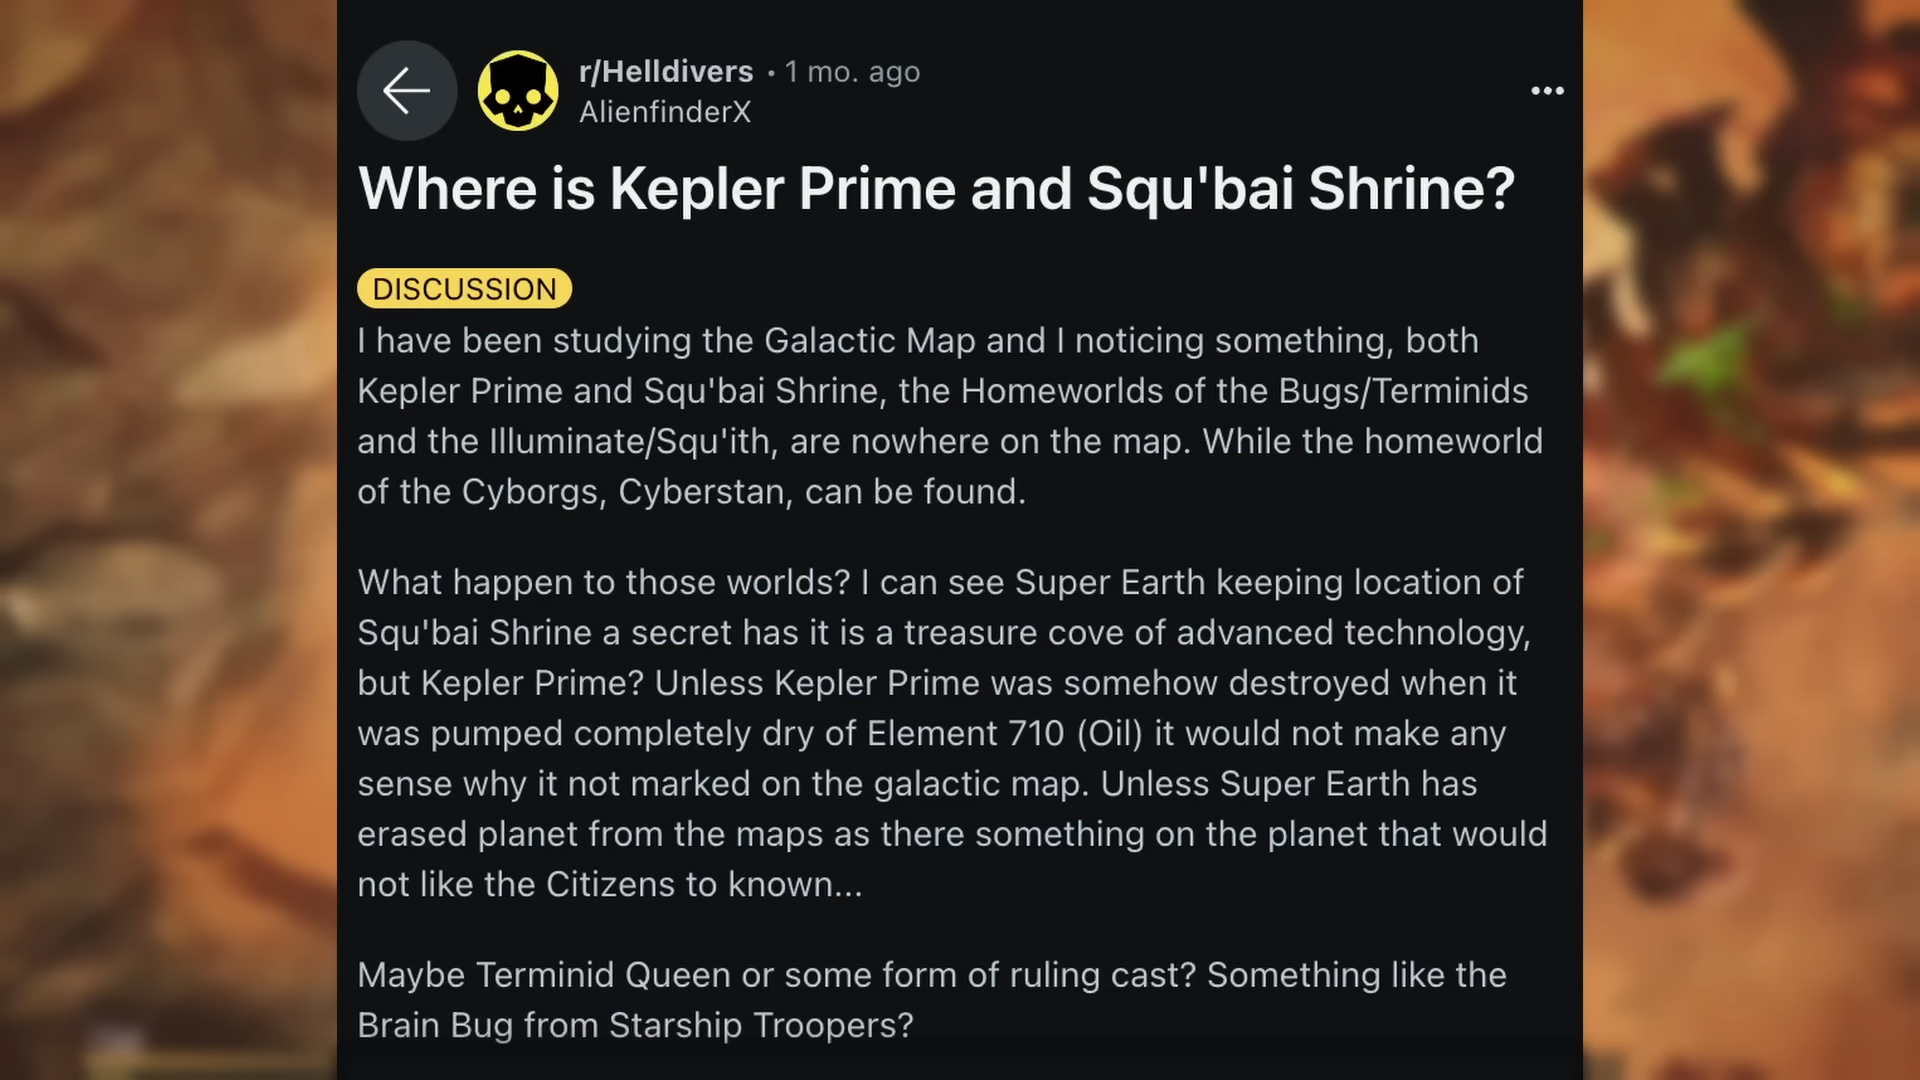 r/Helldivers • 1 mo. ago
AlienfinderX
Where is Kepler Prime and Squ'bai Shrine?
DISCUSSION
I have been studying the Galactic Map and I noticing something, both
Kepler Prime and Squ'bai Shrine, the Homeworlds of the Bugs/Terminids
and the Illuminate/Squ'ith, are nowhere on the map. While the homeworld
of the Cyborgs, Cyberstan, can be found.
What happen to those worlds? I can see Super Earth keeping location of
Squ'bai Shrine a secret has it is a treasure cove of advanced technology,
but Kepler Prime? Unless Kepler Prime was somehow destroyed when it
was pumped completely dry of Element 710 (Oil) it would not make any
sense why it not marked on the galactic map. Unless Super Earth has
erased planet from the maps as there something on the planet that would
not like the Citizens to known...
Maybe Terminid Queen or some form of ruling cast? Something like the
Brain Bug from Starship Troopers?